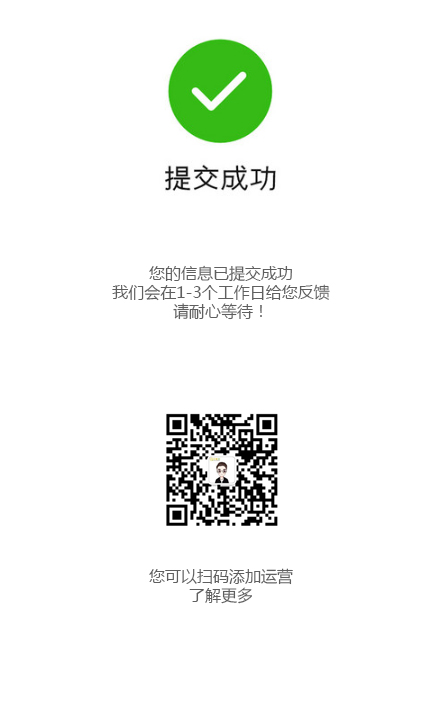 提交成功
您的信息已提交成功
我们会在1-3个工作日给您反馈
请耐心等待！
您可以扫码添加运营
了解更多